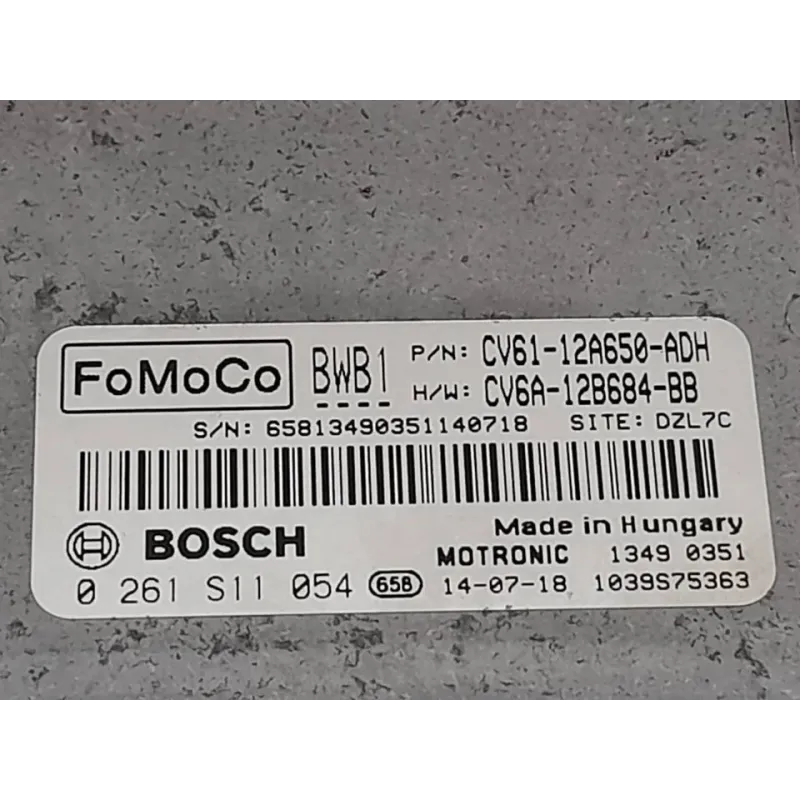 FoMoCo BWB1 P/N: CV61-12A650-ADH
H/W: CV6A-12B684-BB
S/N: 65813490351140718 SITE: DZL7C
BOSCH Made in Hungary
MOTRONIC 1349 0351
0 261 S11 054 658 14-07-18 1039S75363